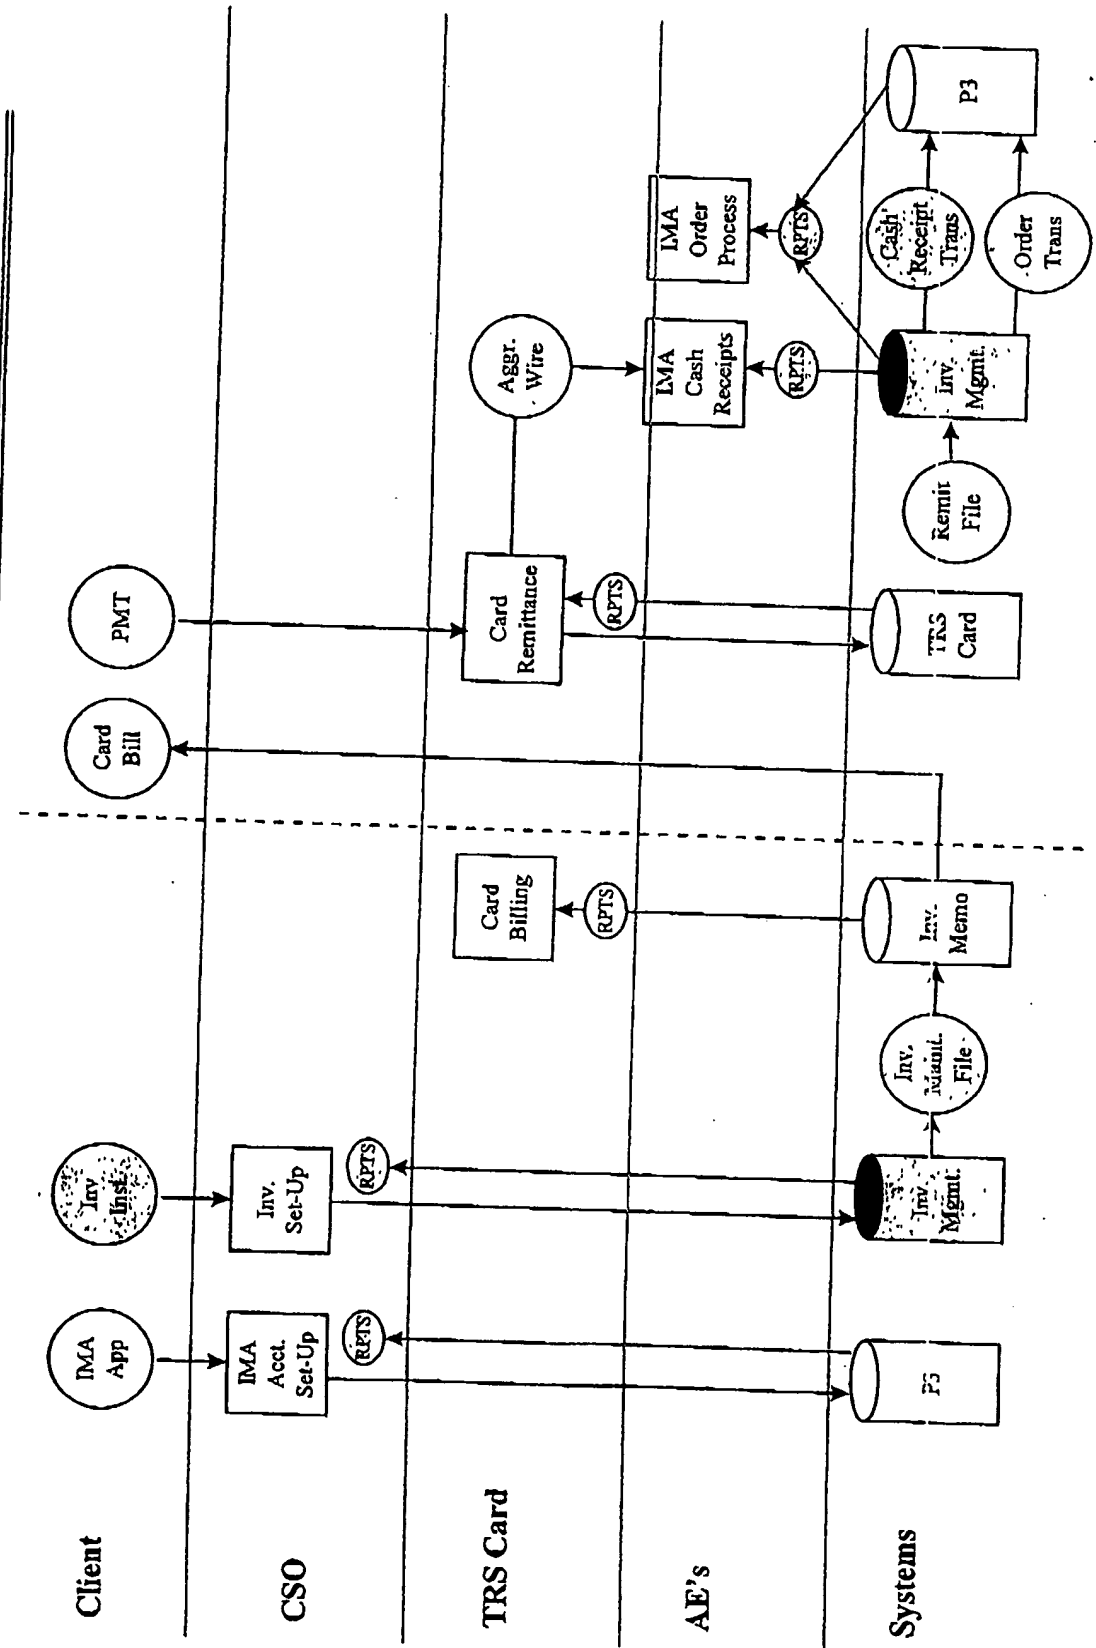 Client
IMA
App
Inv
Inst.
Card
Bill
PMT
CSO
IMA
Acct.
Set-Up
RPTS
Inv.
Set-Up
RPTS
TRS Card
Card
Billing
Card
Remittance
Aggr.
Wire
AE's
RPTS
RPTS
IMA
Cash
Receipts
RPTS
IMA
Order
Process
RPTS
Systems
Inv.
Mgmt.
Inv.
Maint.
File
Inv.
Memo
TRS
Card
Remit
File
Inv.
Mgmt.
Cash
Receipt
Trans
Order
Trans
P3